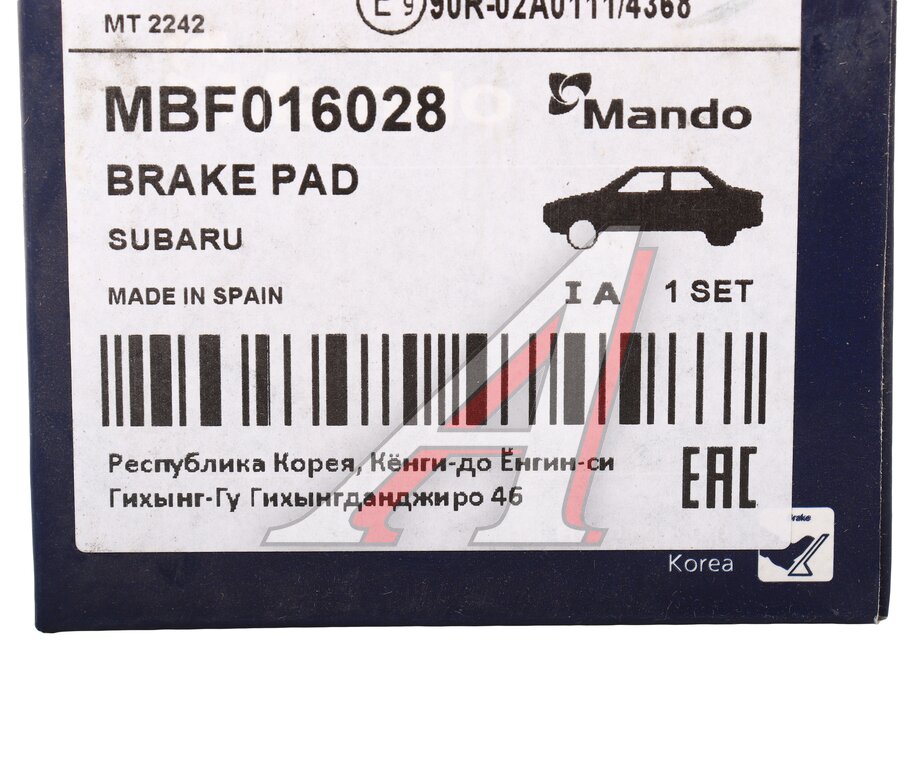 MT 2242
E 9 90R-02A0111/4368
MBF016028
Mando
BRAKE PAD
SUBARU
MADE IN SPAIN
I A 1 SET
Республика Корея, Кёнги-до Ёнгин-си
Гихынг-Гу Гихынгданджиро 46
EAC
Korea